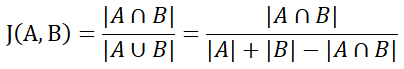 J(A, B) = |A ∩ B| / |A ∪ B| = |A ∩ B| / (|A| + |B| − |A ∩ B|)